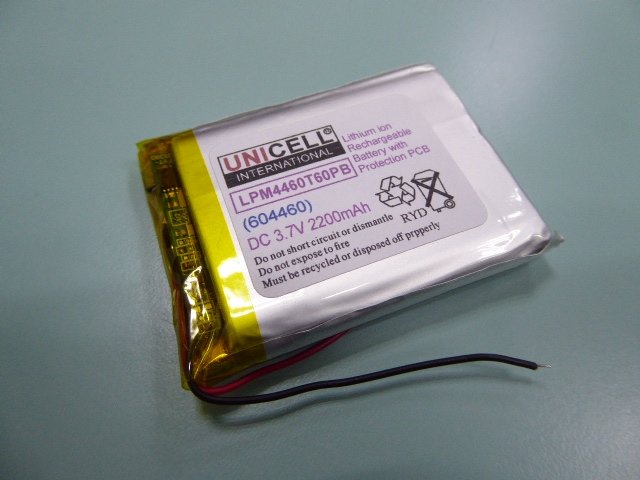 UNICELL
INTERNATIONAL
Lithium ion
Rechargeable
Battery with
Protection PCB
LPM4460T60PB
(604460)
DC 3.7V 2200mAh
RYD
Do not short circuit or dismantle
Do not expose to fire
Must be recycled or disposed off prpperly